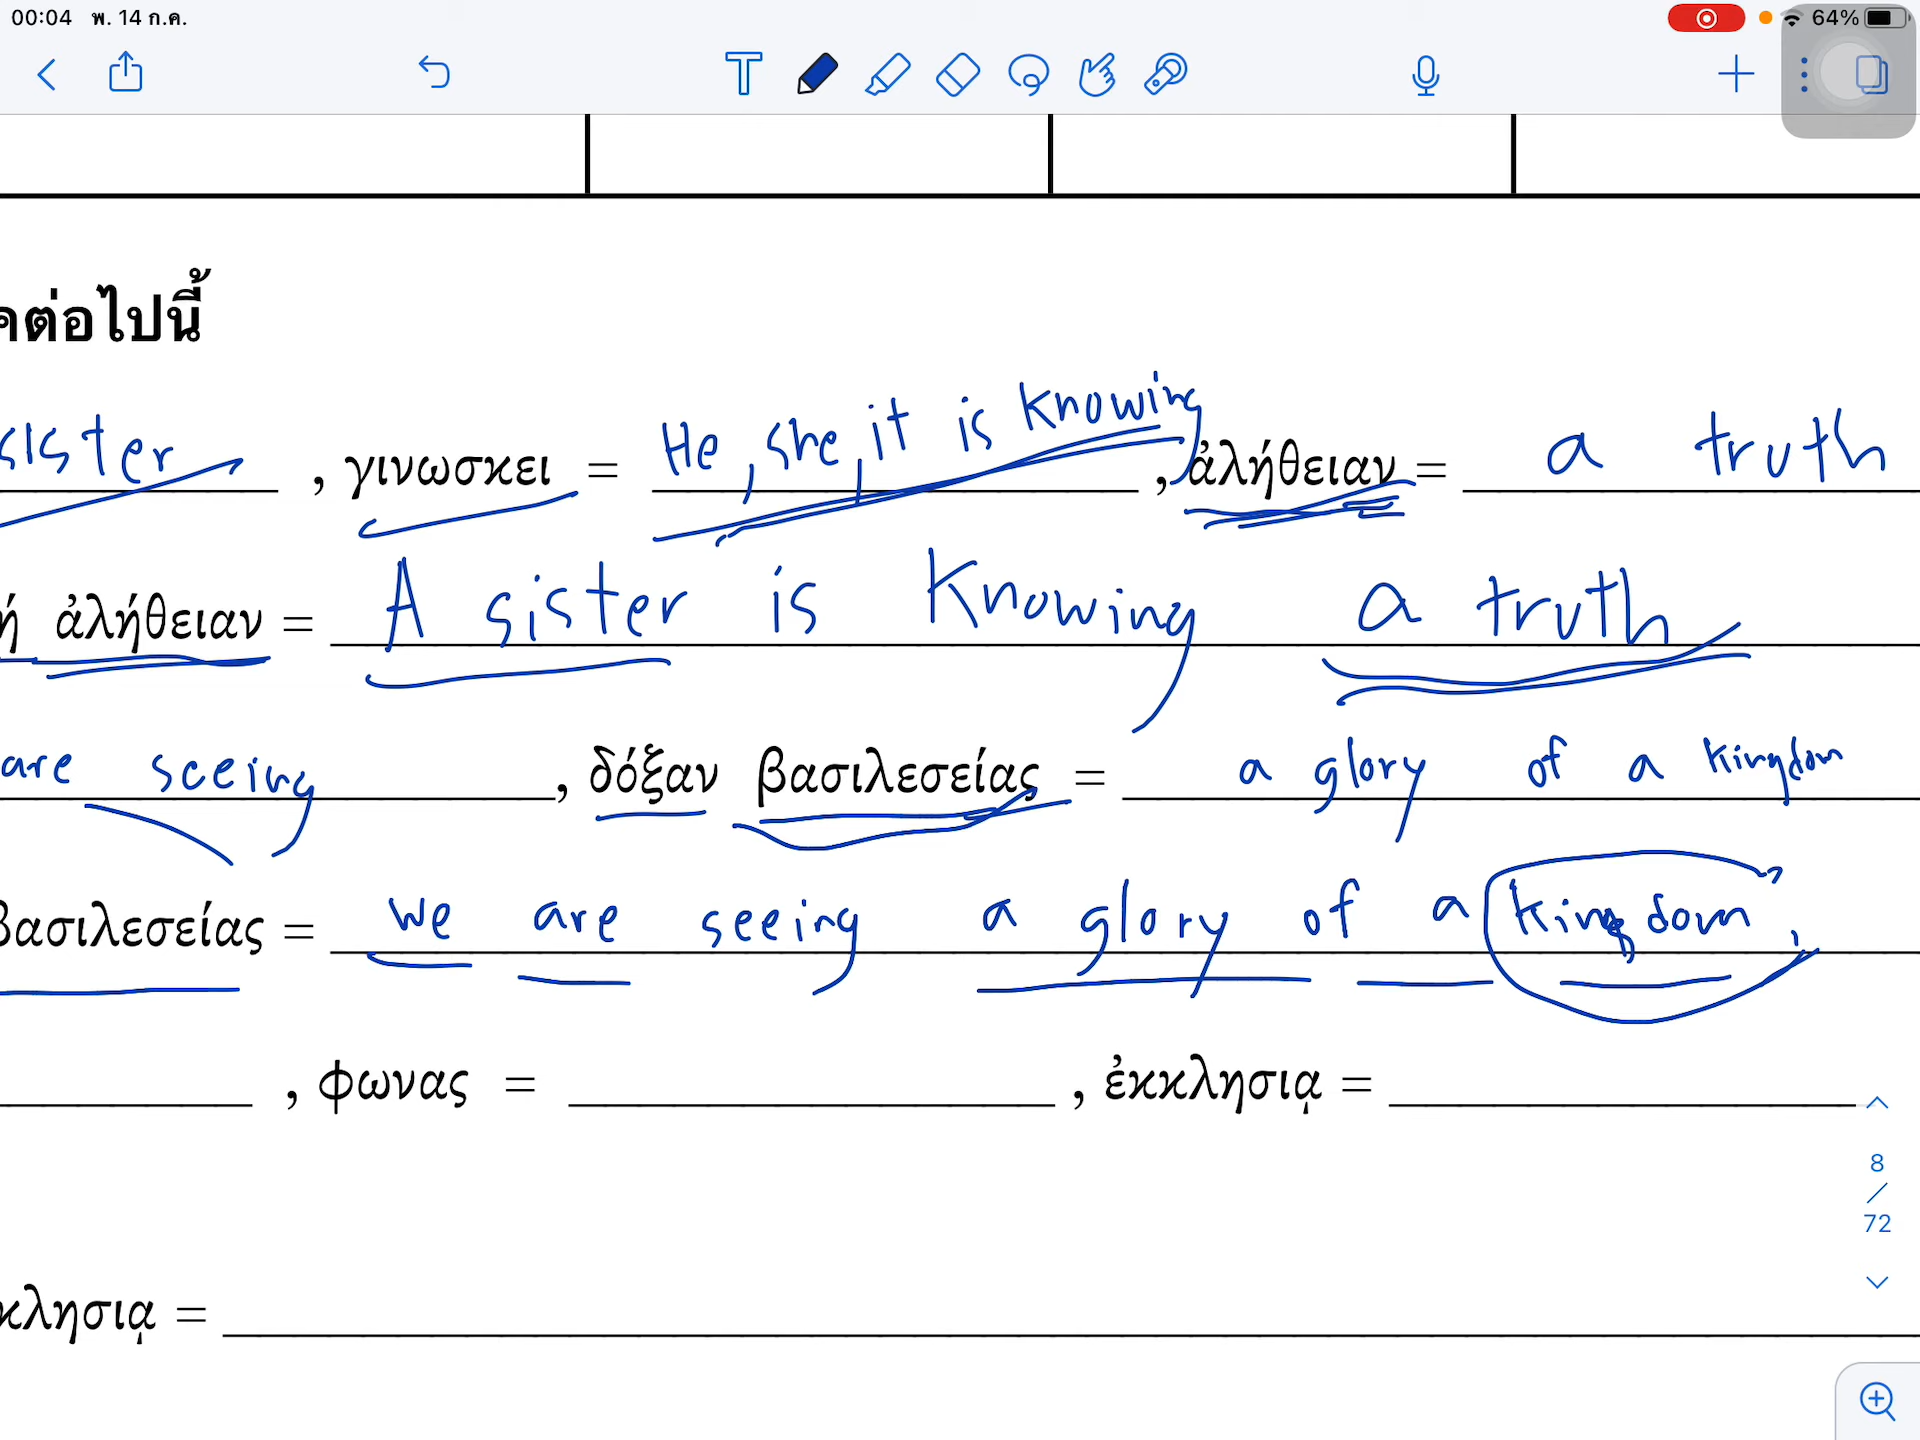 00:04 พ. 14 ก.ค. 64%
T
คต่อไปนี้
sister , γινωσκει = He, she, it is knowing , ἀλήθειαν = a truth
ή ἀλήθειαν = A sister is knowing a truth
are seeing , δόξαν βασιλεσείας = a glory of a kingdom
βασιλεσείας = we are seeing a glory of a kingdom
, φωνας = , ἐκκλησιᾳ =
8
/
72
κλησιᾳ =